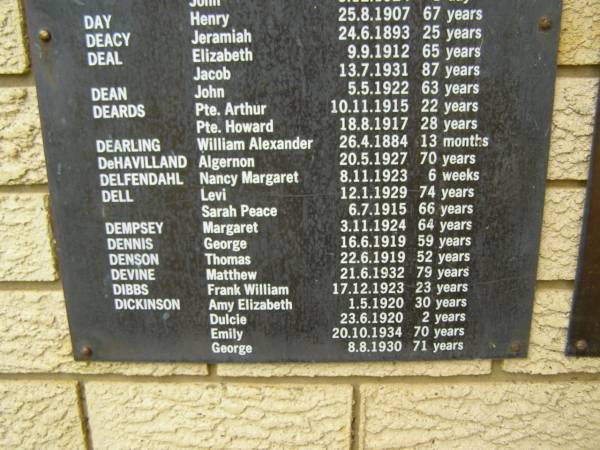 John
DAY Henry 25.8.1907 67 years
DEACY Jeramiah 24.6.1893 25 years
DEAL Elizabeth 9.9.1912 65 years
Jacob 13.7.1931 87 years
DEAN John 5.5.1922 63 years
DEARDS Pte. Arthur 10.11.1915 22 years
Pte. Howard 18.8.1917 28 years
DEARLING William Alexander 26.4.1884 13 months
DeHAVILLAND Algernon 20.5.1927 70 years
DELFENDAHL Nancy Margaret 8.11.1923 6 weeks
DELL Levi 12.1.1929 74 years
Sarah Peace 6.7.1915 66 years
DEMPSEY Margaret 3.11.1924 64 years
DENNIS George 16.6.1919 59 years
DENSON Thomas 22.6.1919 52 years
DEVINE Matthew 21.6.1932 79 years
DIBBS Frank William 17.12.1923 23 years
DICKINSON Amy Elizabeth 1.5.1920 30 years
Dulcie 23.6.1920 2 years
Emily 20.10.1934 70 years
George 8.8.1930 71 years